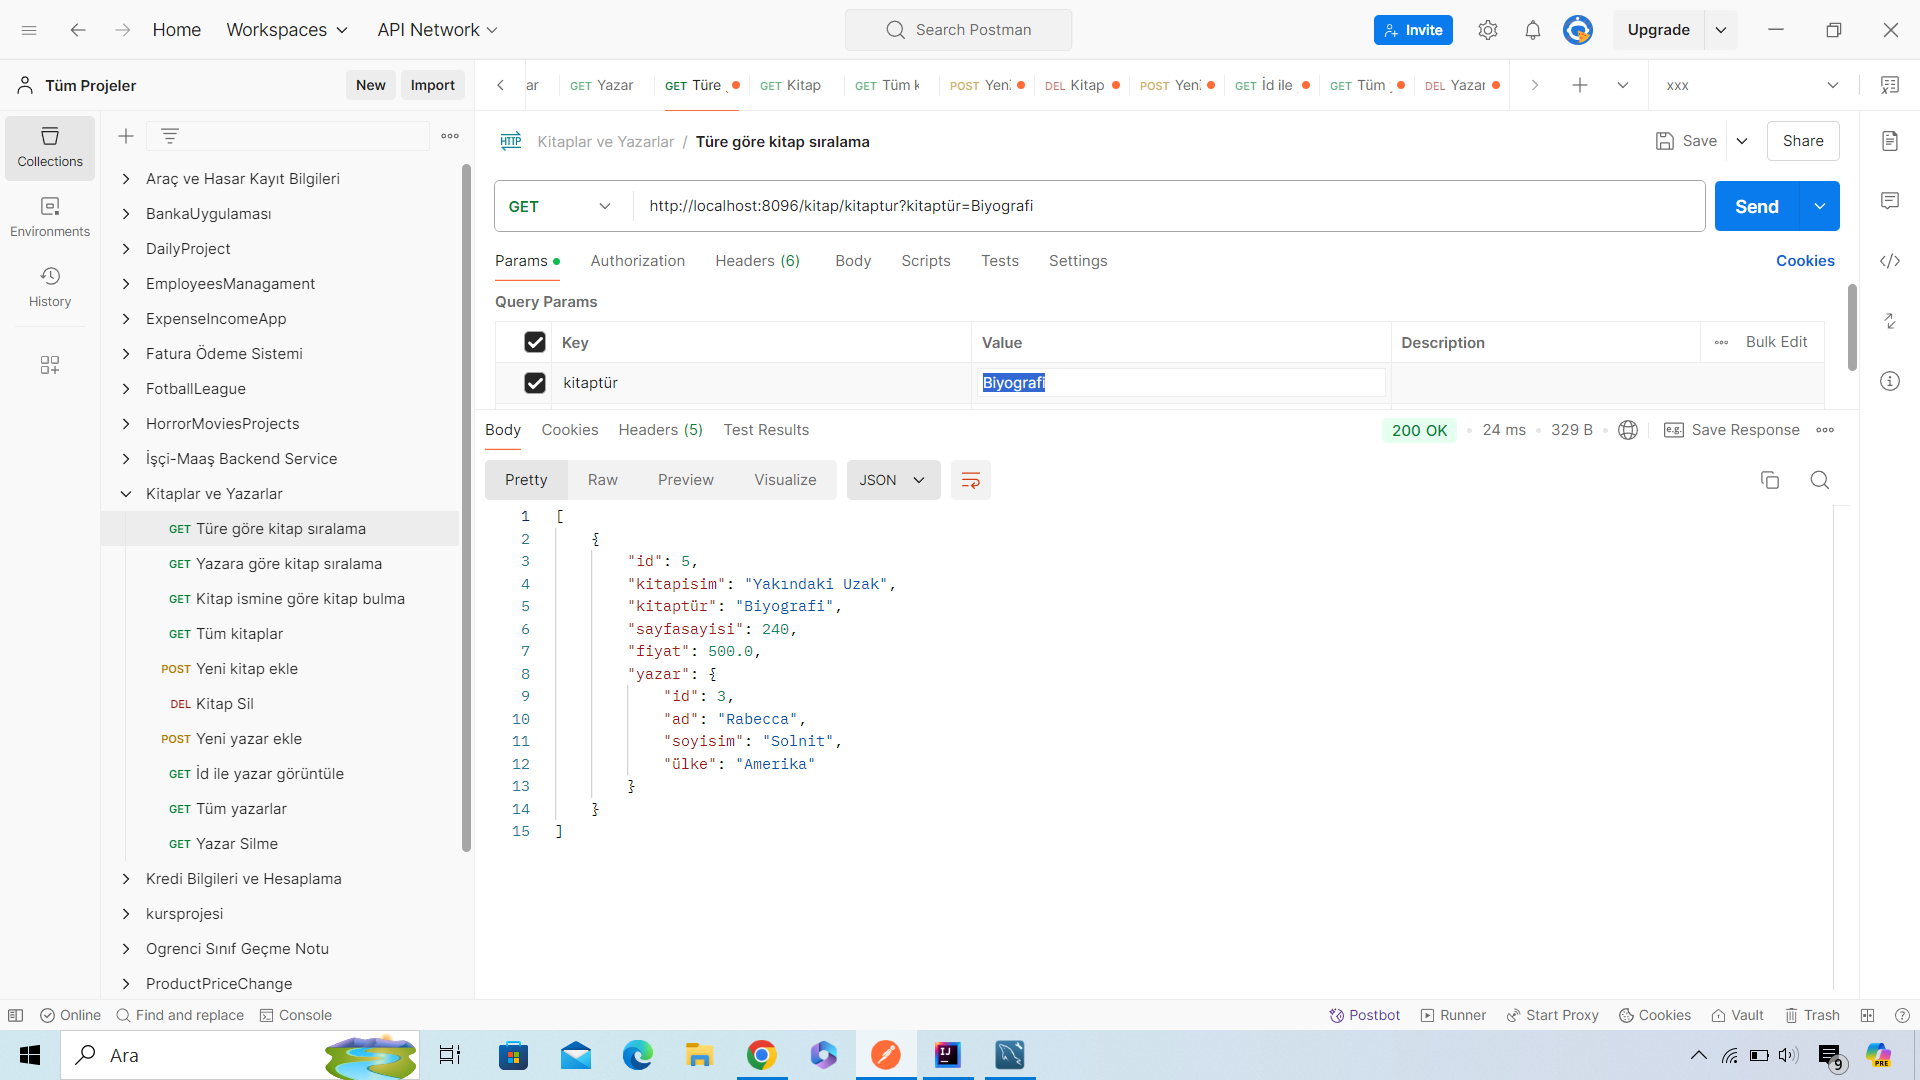 Home Workspaces API Network Search Postman Invite Upgrade
Tüm Projeler New Import ar GET Yazar GET Türe GET Kitap GET Tüm k POST Yeni DEL Kitap POST Yeni GET İd ile GET Tüm DEL Yazar xxx
Collections
Environments
History
Araç ve Hasar Kayıt Bilgileri
BankaUygulaması
DailyProject
EmployeesManagament
ExpenseIncomeApp
Fatura Ödeme Sistemi
FotballLeague
HorrorMoviesProjects
İşçi-Maaş Backend Service
Kitaplar ve Yazarlar
GET Türe göre kitap sıralama
GET Yazara göre kitap sıralama
GET Kitap ismine göre kitap bulma
GET Tüm kitaplar
POST Yeni kitap ekle
DEL Kitap Sil
POST Yeni yazar ekle
GET İd ile yazar görüntüle
GET Tüm yazarlar
GET Yazar Silme
Kredi Bilgileri ve Hesaplama
kursprojesi
Ogrenci Sınıf Geçme Notu
ProductPriceChange
HTTP Kitaplar ve Yazarlar / Türe göre kitap sıralama Save Share
GET http://localhost:8096/kitap/kitaptur?kitaptür=Biyografi Send
Params Authorization Headers (6) Body Scripts Tests Settings Cookies
Query Params
Key Value Description Bulk Edit
kitaptür Biyografi
Body Cookies Headers (5) Test Results 200 OK 24 ms 329 B e.g. Save Response
Pretty Raw Preview Visualize JSON
1 [
2 {
3 "id": 5,
4 "kitapisim": "Yakındaki Uzak",
5 "kitaptür": "Biyografi",
6 "sayfasayisi": 240,
7 "fiyat": 500.0,
8 "yazar": {
9 "id": 3,
10 "ad": "Rabecca",
11 "soyisim": "Solnit",
12 "ülke": "Amerika"
13 }
14 }
15 ]
Online Find and replace Console Postbot Runner Start Proxy Cookies Vault Trash
Ara IJ 9 PRE